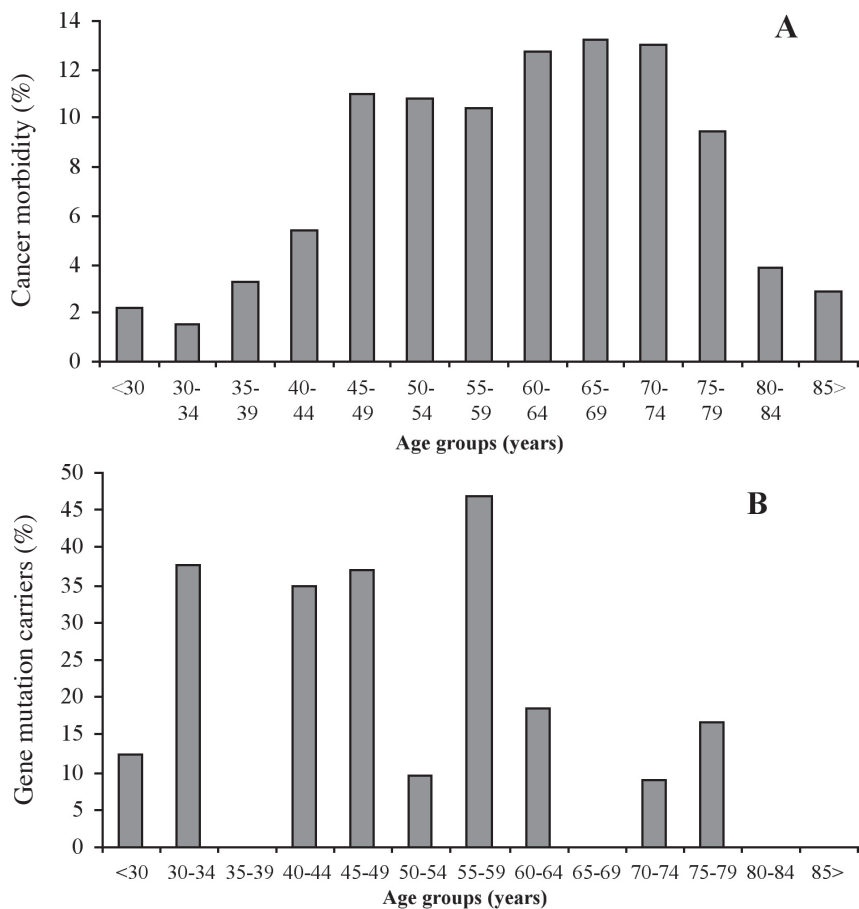 A
Cancer morbidity (%)
14
12
10
8
6
4
2
0
<30 30- 35- 40- 45- 50- 55- 60- 65- 70- 75- 80- 85>
34 39 44 49 54 59 64 69 74 79 84
Age groups (years)
B
Gene mutation carriers (%)
50
45
40
35
30
25
20
15
10
5
0
<30 30-34 35-39 40-44 45-49 50-54 55-59 60-64 65-69 70-74 75-79 80-84 85>
Age groups (years)